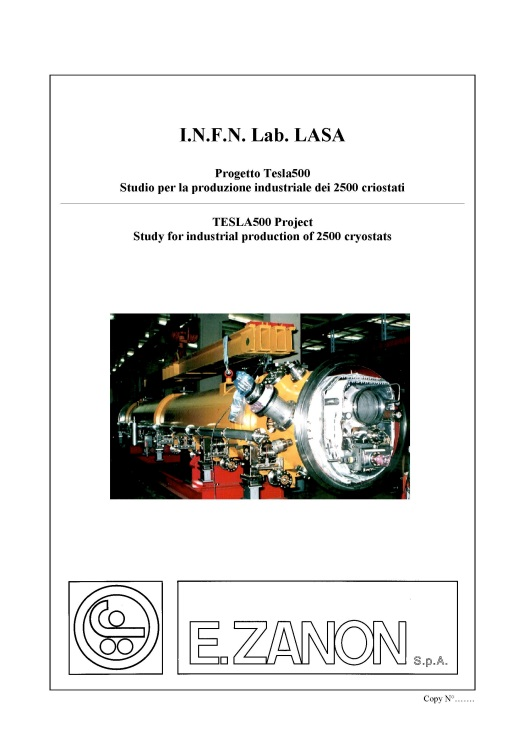 I.N.F.N. Lab. LASA
Progetto Tesla500
Studio per la produzione industriale dei 2500 criostati
TESLA500 Project
Study for industrial production of 2500 cryostats
E.ZANON S.p.A.
Copy N°.......